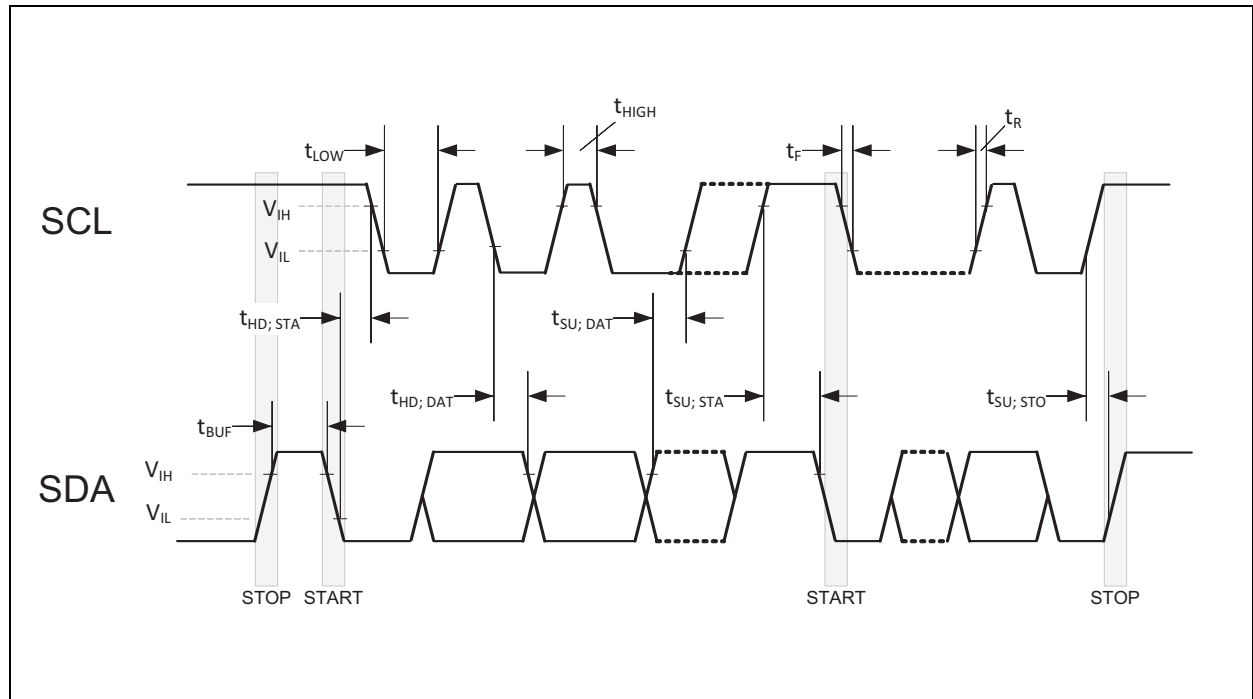 tHIGH
tR
tLOW
tF
SCL
VIH
VIL
tHD; STA
tSU; DAT
tHD; DAT
tSU; STA
tSU; STO
tBUF
SDA
VIH
VIL
STOP
START
START
STOP